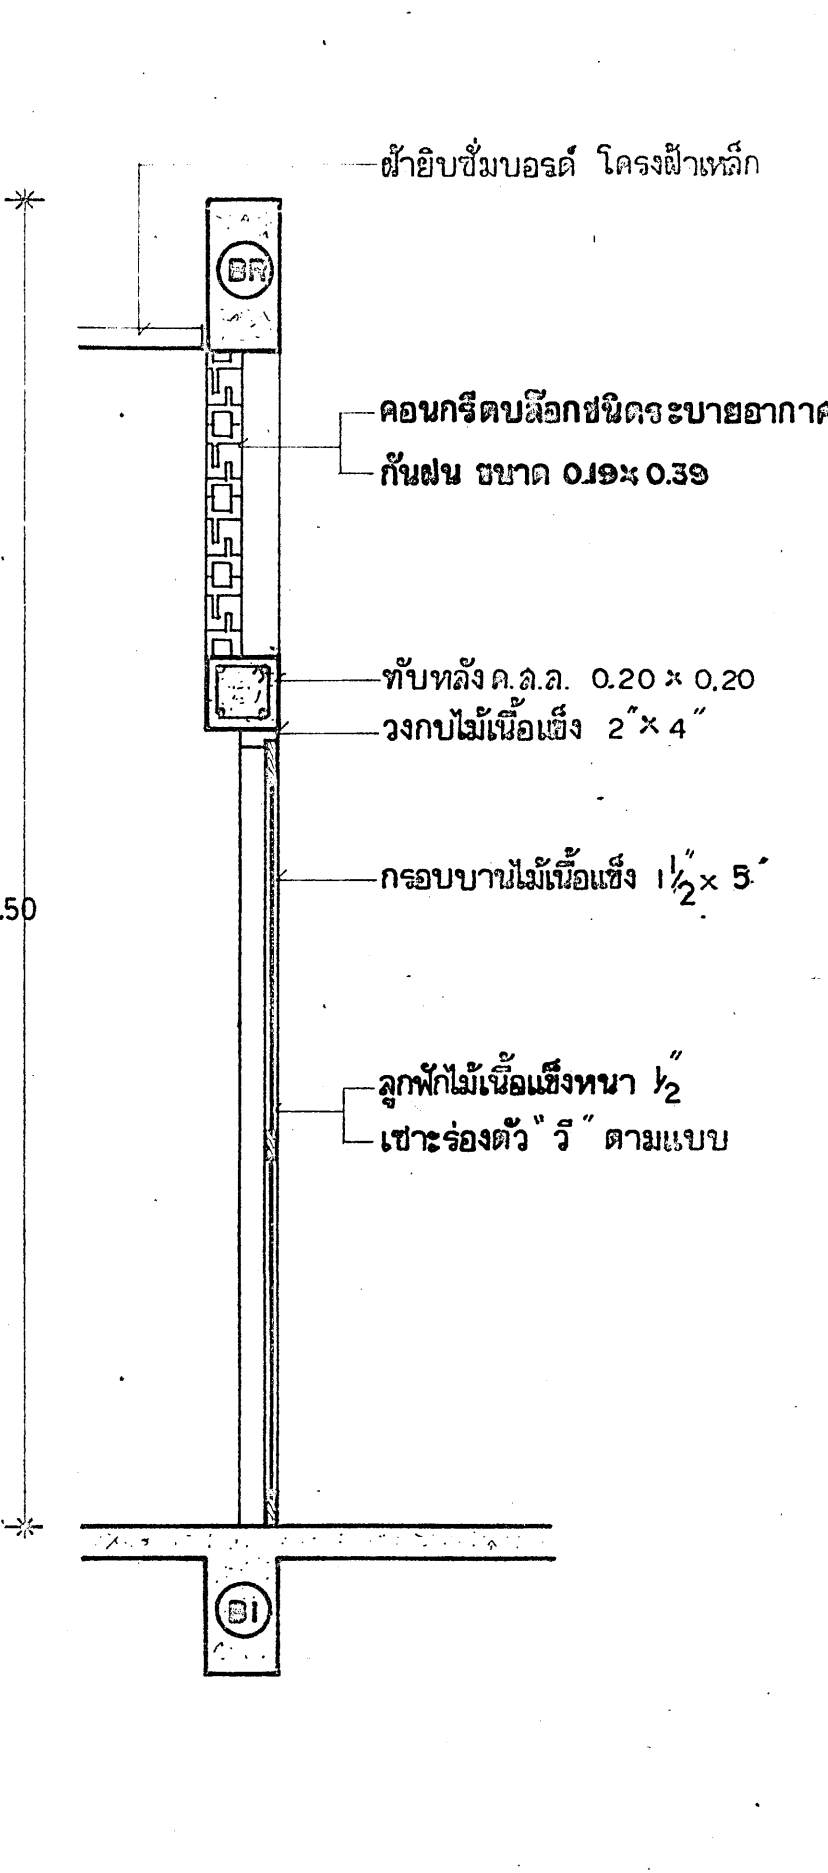 ฝ้ายิบซั่มบอรด์ โครงฝ้าเหล็ก
BR
คอนกรีตบล๊อกชนิดระบายอากาศ
กันฝน ขนาด 0.19 x 0.39
ทับหลัง ค.ส.ล. 0.20 x 0.20
วงกบไม้เนื้อแข็ง 2" x 4"
กรอบบานไม้เนื้อแข็ง 1 1/2" x 5"
.50
ลูกฟักไม้เนื้อแข็งหนา 1/2"
เซาะร่องตัว "วี" ตามแบบ
B1